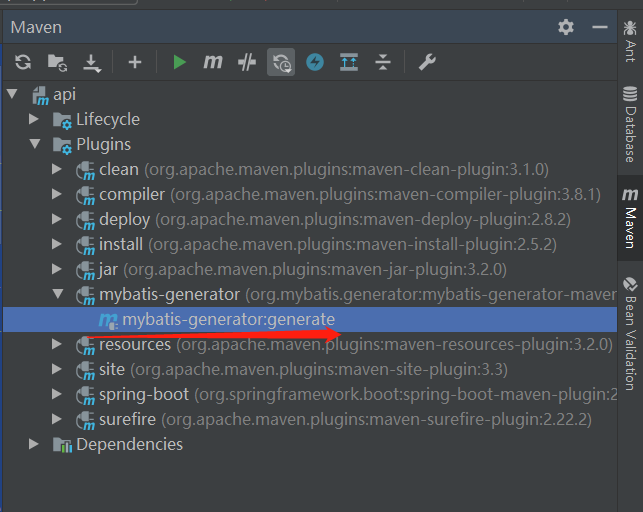 Maven
api
Lifecycle
Plugins
clean (org.apache.maven.plugins:maven-clean-plugin:3.1.0)
compiler (org.apache.maven.plugins:maven-compiler-plugin:3.8.1)
deploy (org.apache.maven.plugins:maven-deploy-plugin:2.8.2)
install (org.apache.maven.plugins:maven-install-plugin:2.5.2)
jar (org.apache.maven.plugins:maven-jar-plugin:3.2.0)
mybatis-generator (org.mybatis.generator:mybatis-generator-maver
mybatis-generator:generate
resources (org.apache.maven.plugins:maven-resources-plugin:3.2.0)
site (org.apache.maven.plugins:maven-site-plugin:3.3)
spring-boot (org.springframework.boot:spring-boot-maven-plugin:2
surefire (org.apache.maven.plugins:maven-surefire-plugin:2.22.2)
Dependencies
Ant
Database
Maven
Bean Validation